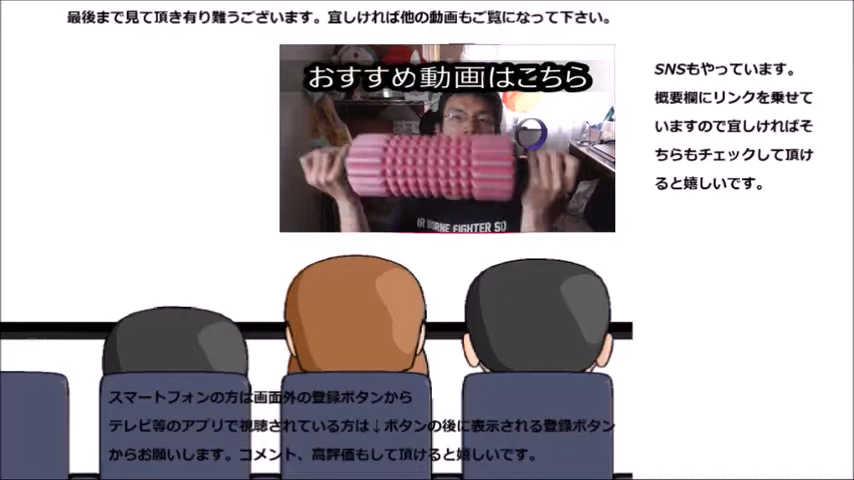 最後まで見て頂き有り難うございます。宜しければ他の動画もご覧になって下さい。
おすすめ動画はこちら
SNSもやっています。
概要欄にリンクを乗せて
いますので宜しければそ
ちらもチェックして頂け
ると嬉しいです。
FIGHTER SO
スマートフォンの方は画面外の登録ボタンから
テレビ等のアプリで視聴されている方は↓ボタンの後に表示される登録ボタン
からお願いします。コメント、高評価もして頂けると嬉しいです。